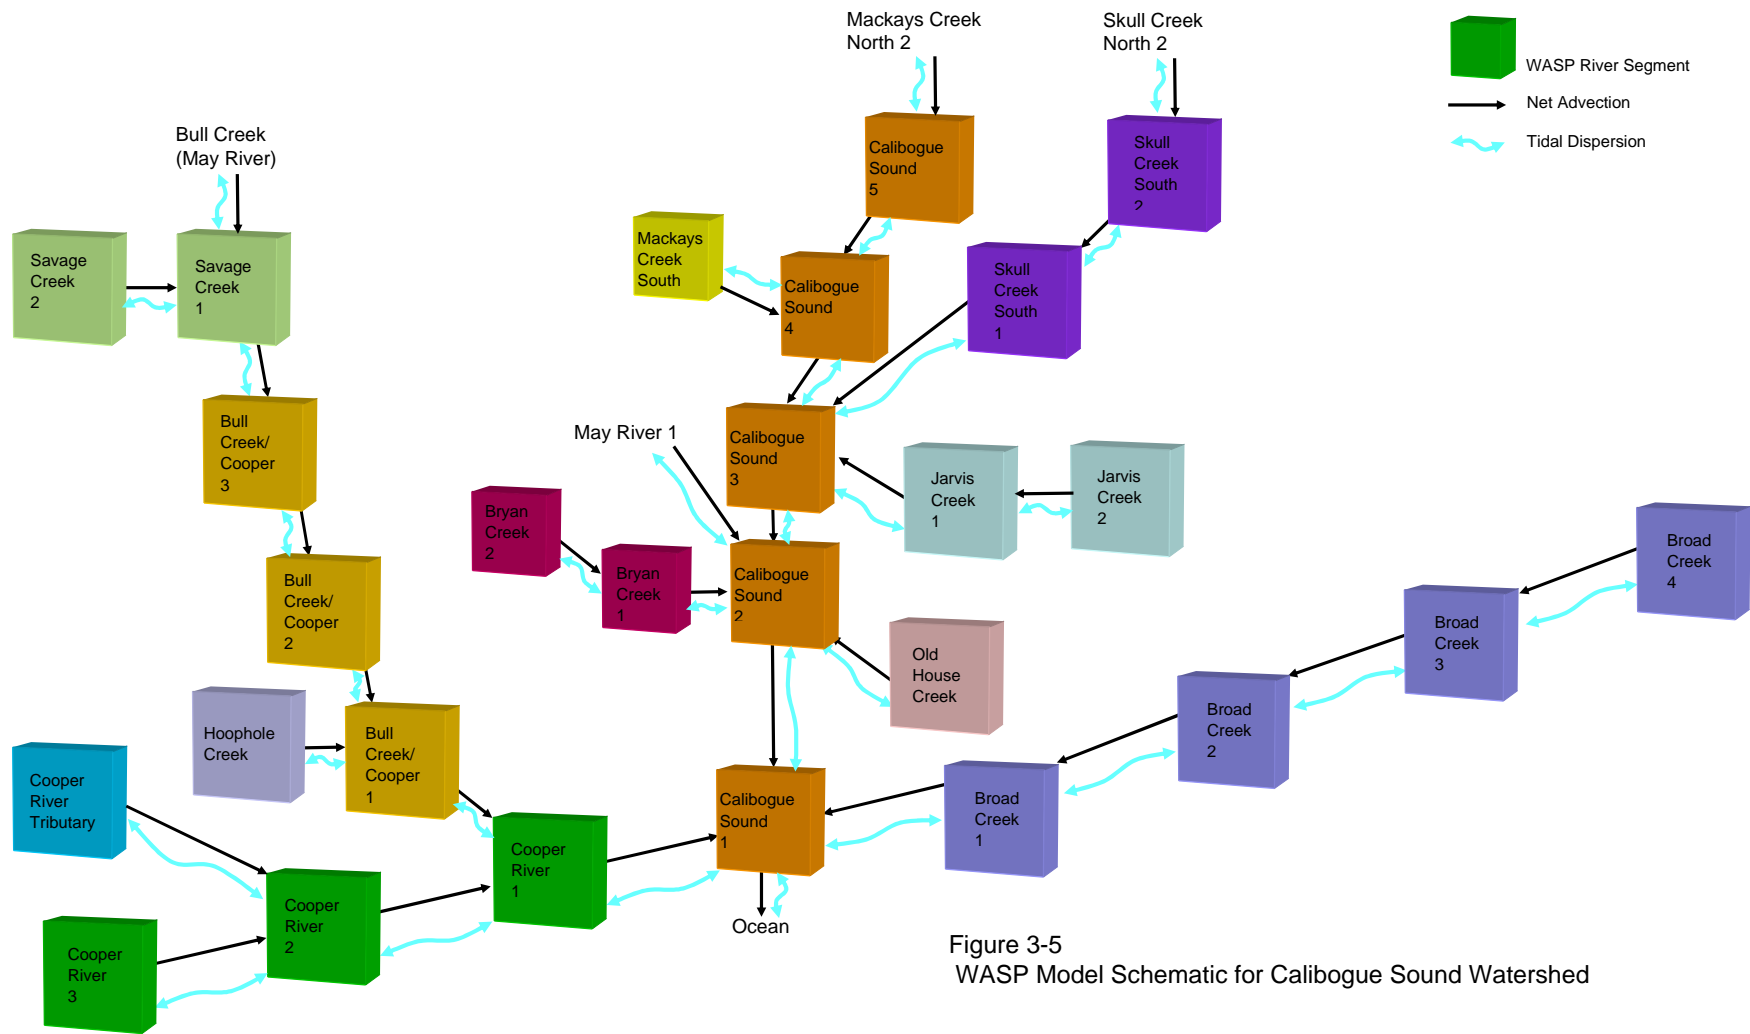 Mackays Creek
North 2
Skull Creek
North 2
WASP River Segment
Net Advection
Tidal Dispersion
Bull Creek
(May River)
Calibogue
Sound
5
Skull
Creek
South
2
Savage
Creek
2
Savage
Creek
1
Mackays
Creek
South
Calibogue
Sound
4
Skull
Creek
South
1
Bull
Creek/
Cooper
3
May River 1
Calibogue
Sound
3
Jarvis
Creek
1
Jarvis
Creek
2
Bryan
Creek
2
Bryan
Creek
1
Calibogue
Sound
2
Broad
Creek
4
Bull
Creek/
Cooper
2
Old
House
Creek
Broad
Creek
3
Broad
Creek
2
Hoophole
Creek
Bull
Creek/
Cooper
1
Cooper
River
Tributary
Calibogue
Sound
1
Broad
Creek
1
Cooper
River
1
Cooper
River
2
Cooper
River
3
Ocean
Figure 3-5
WASP Model Schematic for Calibogue Sound Watershed